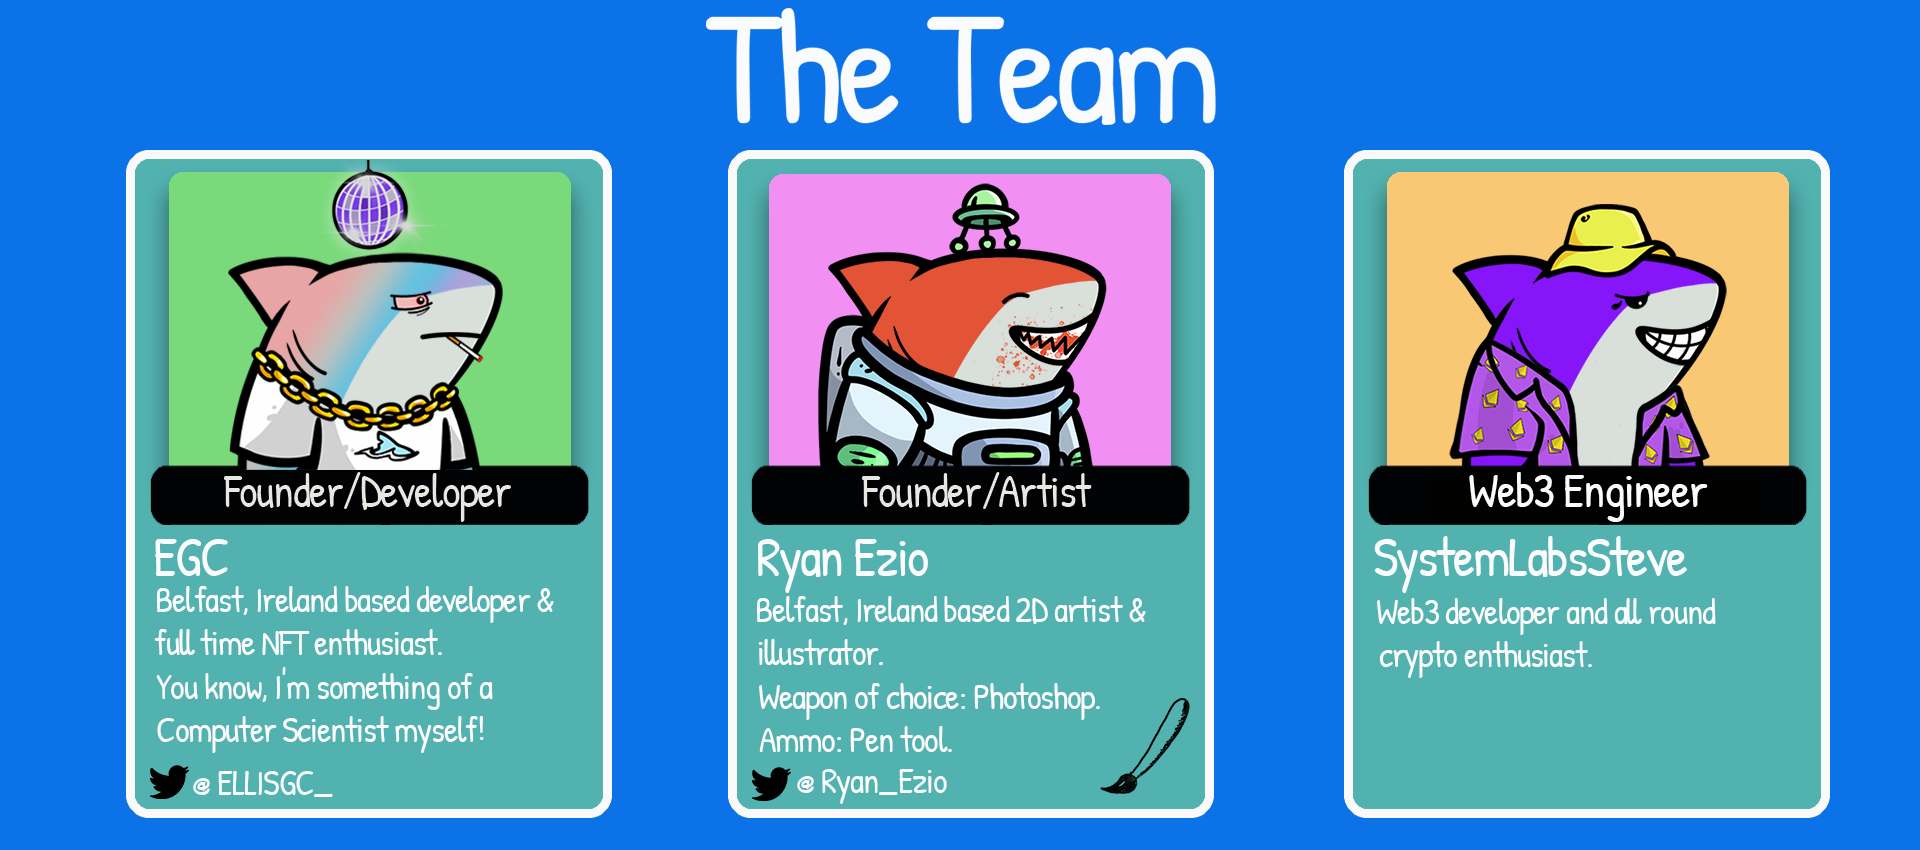 The Team
Founder/Developer
EGC
Belfast, Ireland based developer &
full time NFT enthusiast.
You know, I'm something of a
Computer Scientist myself!
@ ELLISGC_
Founder/Artist
Ryan Ezio
Belfast, Ireland based 2D artist &
illustrator.
Weapon of choice: Photoshop.
Ammo: Pen tool.
@ Ryan_Ezio
Web3 Engineer
SystemLabsSteve
Web3 developer and all round
crypto enthusiast.